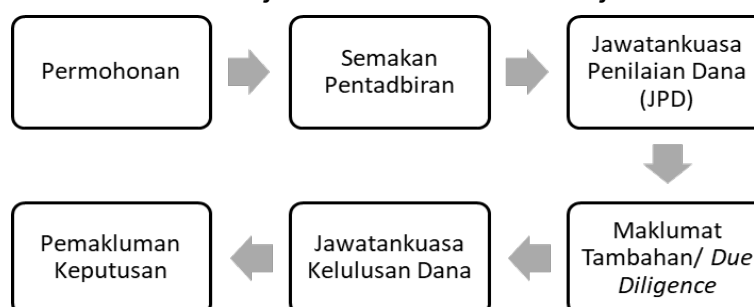 Permohonan
Semakan
Pentadbiran
Jawatankuasa
Penilaian Dana
(JPD)
Maklumat
Tambahan/ Due
Diligence
Jawatankuasa
Kelulusan Dana
Pemakluman
Keputusan